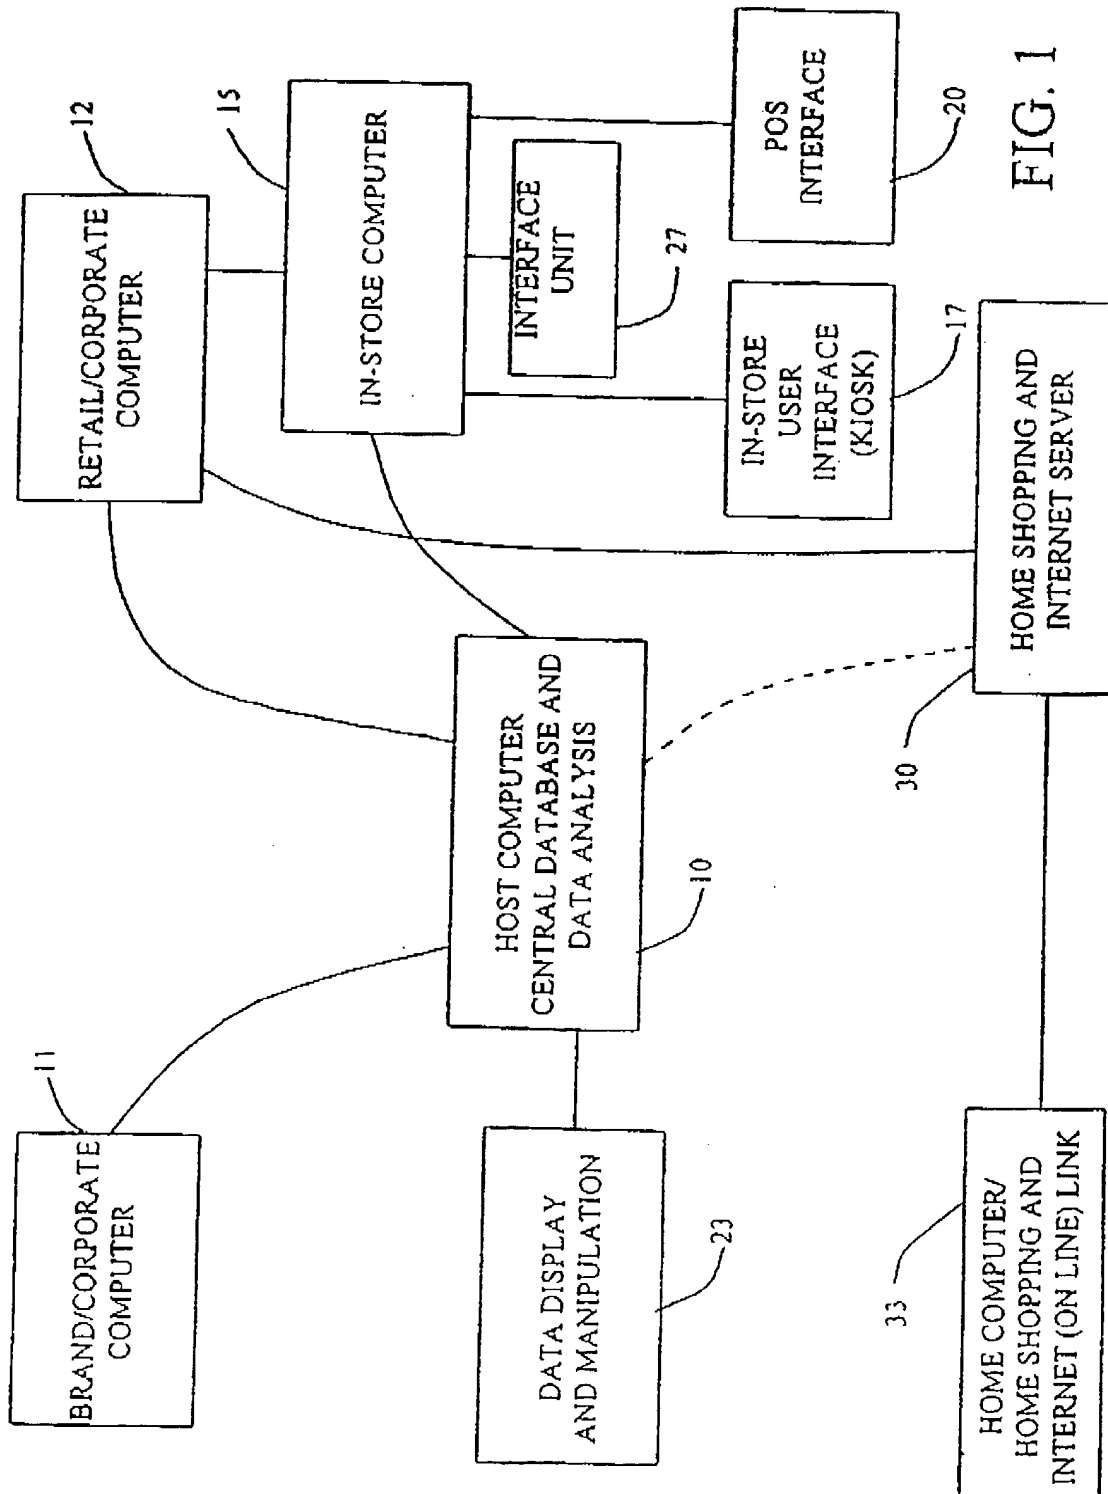 11
BRAND/CORPORATE
COMPUTER
12
RETAIL/CORPORATE
COMPUTER
15
IN-STORE COMPUTER
DATA DISPLAY
AND MANIPULATION
23
HOST COMPUTER
CENTRAL DATABASE AND
DATA ANALYSIS
10
INTERFACE
UNIT
27
IN-STORE
USER
INTERFACE
(KIOSK)
17
POS
INTERFACE
20
33
HOME COMPUTER/
HOME SHOPPING AND
INTERNET (ON LINE) LINK
30
HOME SHOPPING AND
INTERNET SERVER
FIG. 1